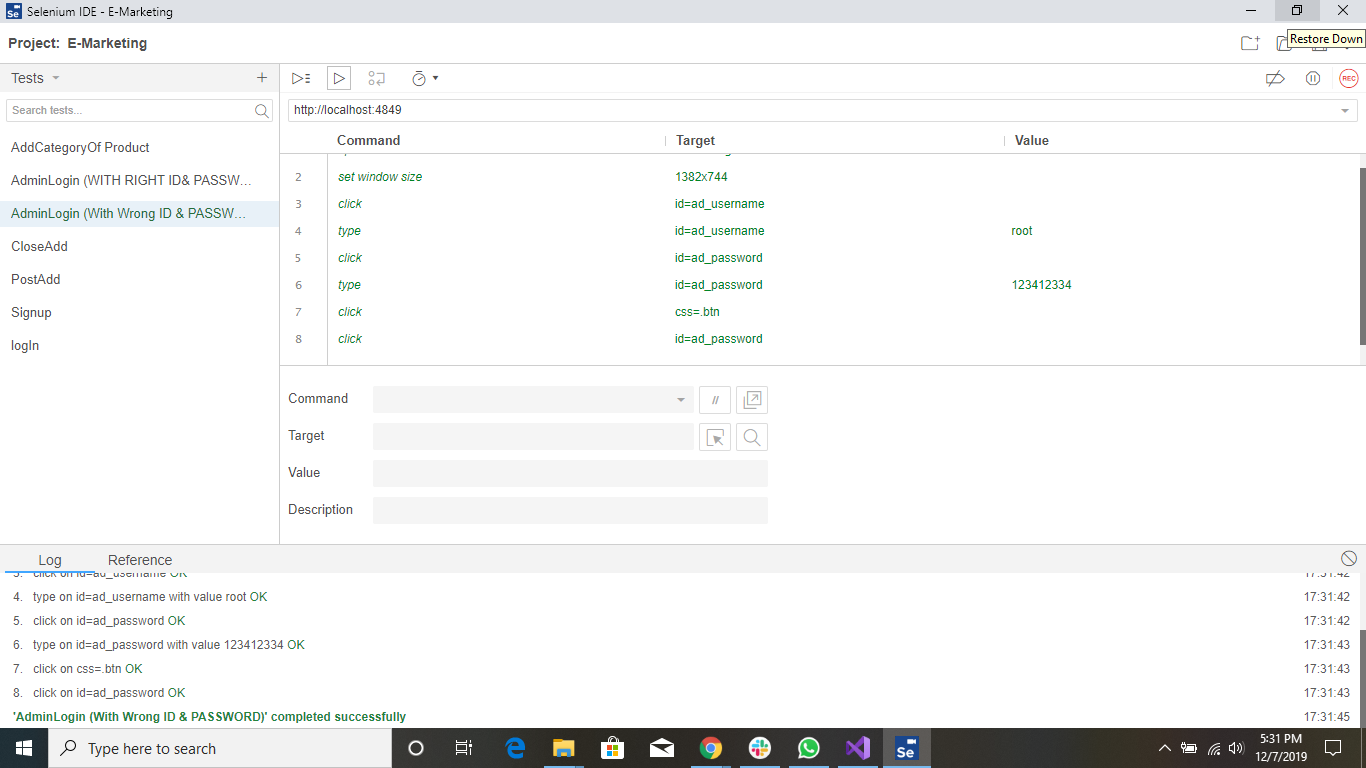 Se Selenium IDE - E-Marketing
Project: E-Marketing
Restore Down
Tests
REC
Search tests...
http://localhost:4849
Command Target Value
AddCategoryOf Product
AdminLogin (WITH RIGHT ID& PASSW...
AdminLogin (With Wrong ID & PASSW...
CloseAdd
PostAdd
Signup
logIn
2 set window size 1382x744
3 click id=ad_username
4 type id=ad_username root
5 click id=ad_password
6 type id=ad_password 123412334
7 click css=.btn
8 click id=ad_password
Command //
Target
Value
Description
Log Reference
3. click on id=ad_username OK 17:31:42
4. type on id=ad_username with value root OK 17:31:42
5. click on id=ad_password OK 17:31:42
6. type on id=ad_password with value 123412334 OK 17:31:43
7. click on css=.btn OK 17:31:43
8. click on id=ad_password OK 17:31:43
'AdminLogin (With Wrong ID & PASSWORD)' completed successfully 17:31:45
Type here to search
Se
5:31 PM
12/7/2019